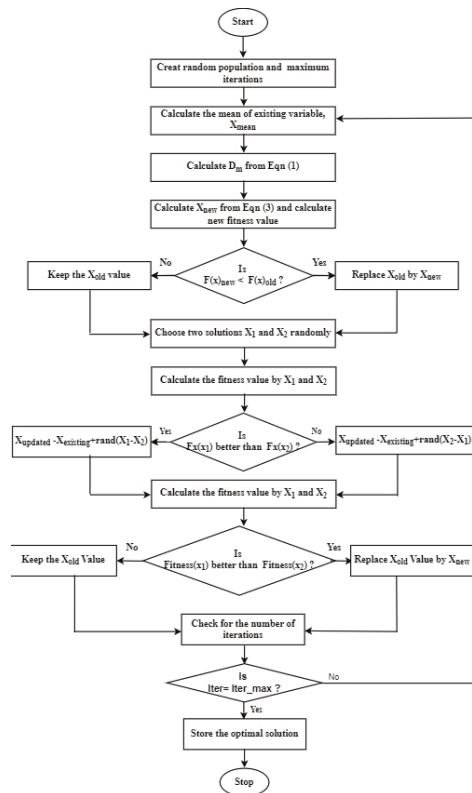 Start
Creat random population and maximum
iterations
Calculate the mean of existing variable,
Xmean
Calculate Dm from Eqn (1)
Calculate Xnew from Eqn (3) and calculate
new fitness value
No
Is
Yes
Keep the Xold value
F(x)new < F(x)old ?
Replace Xold by Xnew
Choose two solutions X1 and X2 randomly
Calculate the fitness value by X1 and X2
Yes
Is
No
Xupdated -Xexisting+rand(X1-X2)
Fx(x1) better than Fx(x2) ?
Xupdated -Xexisting+rand(X2-X1)
Calculate the fitness value by X1 and X2
No
Is
Yes
Keep the Xold Value
Fitness(x1) better than Fitness(x2) ?
Replace Xold Value by Xnew
Check for the number of
iterations
Is
Iter= Iter_max ?
No
Yes
Store the optimal solution
Stop